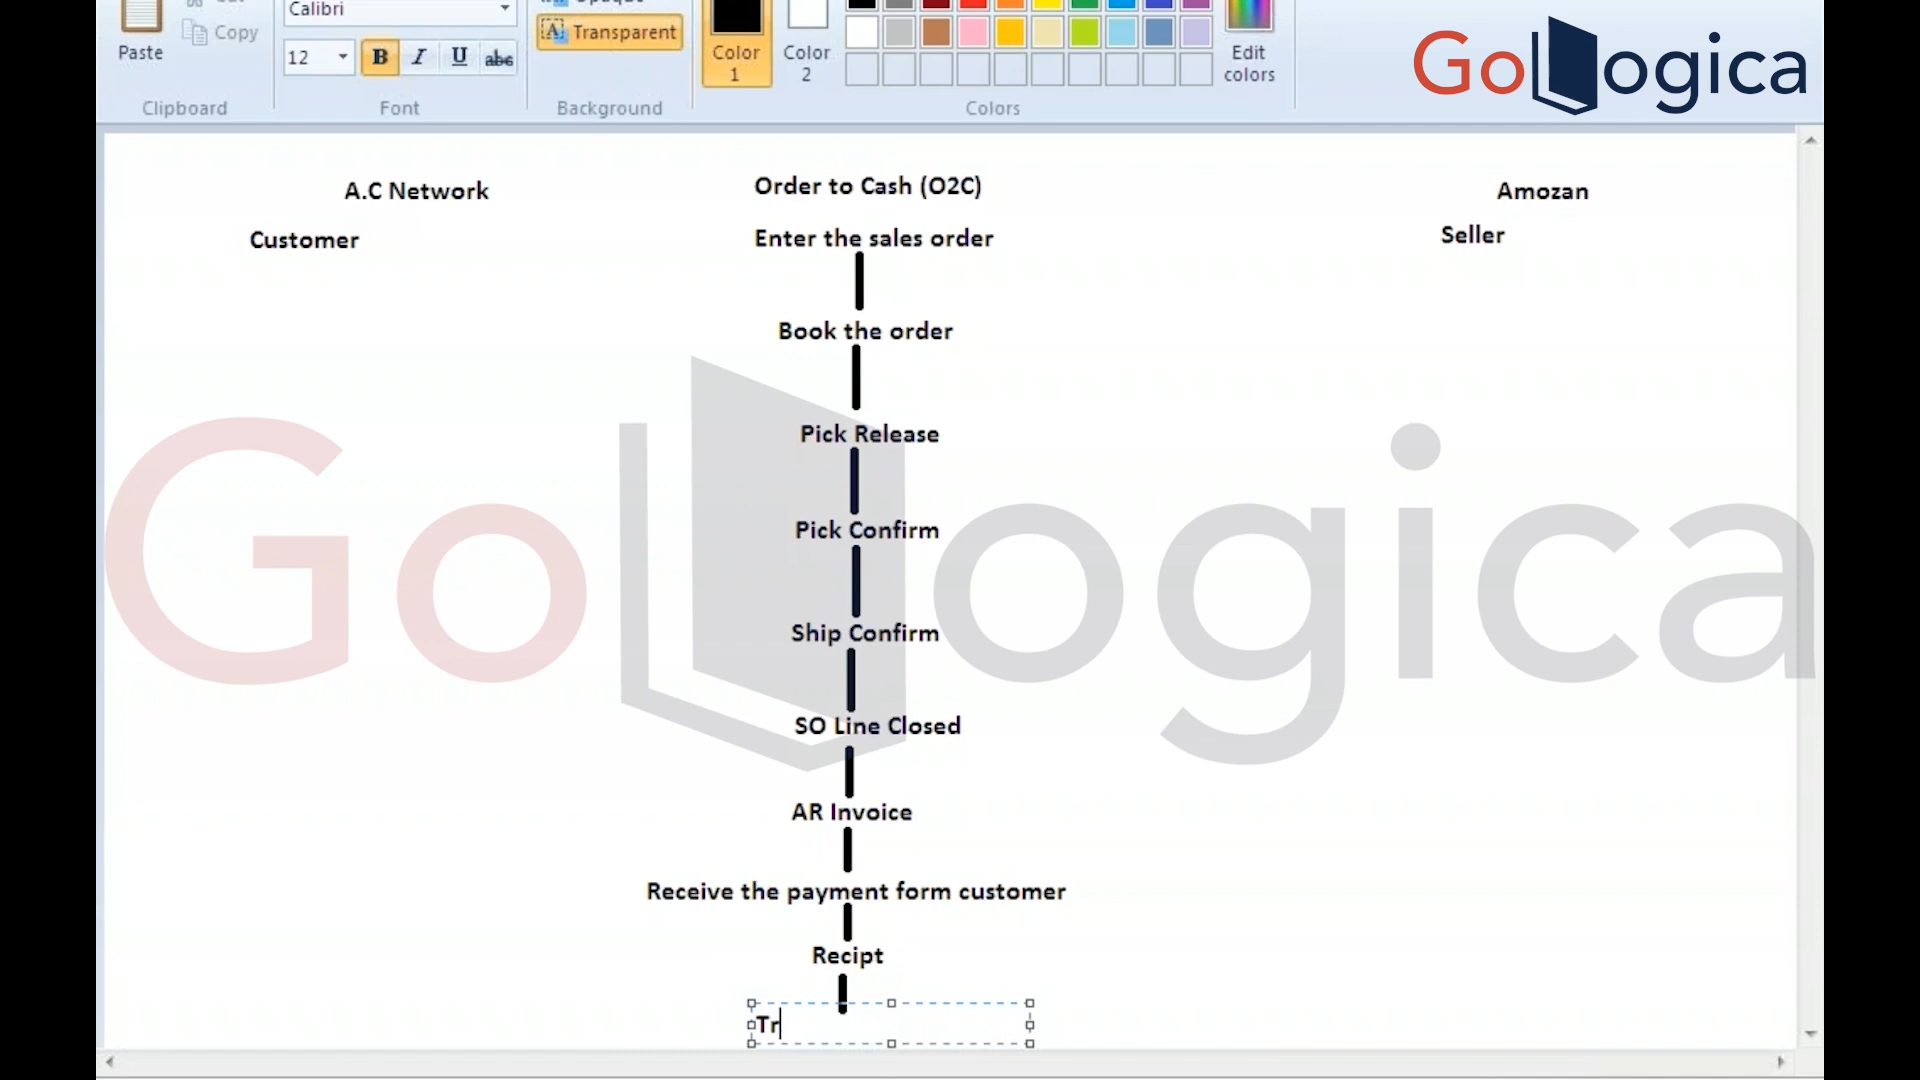 Calibri
Opaque
Paste
Copy
12
B
I
U
abc
Transparent
Color
1
Color
2
Edit
colors
Clipboard
Font
Background
Colors
GoLogica
A.C Network
Order to Cash (O2C)
Amozan
Customer
Enter the sales order
Seller
Book the order
Pick Release
Pick Confirm
GoLogica
Ship Confirm
SO Line Closed
AR Invoice
Receive the payment form customer
Recipt
Tr